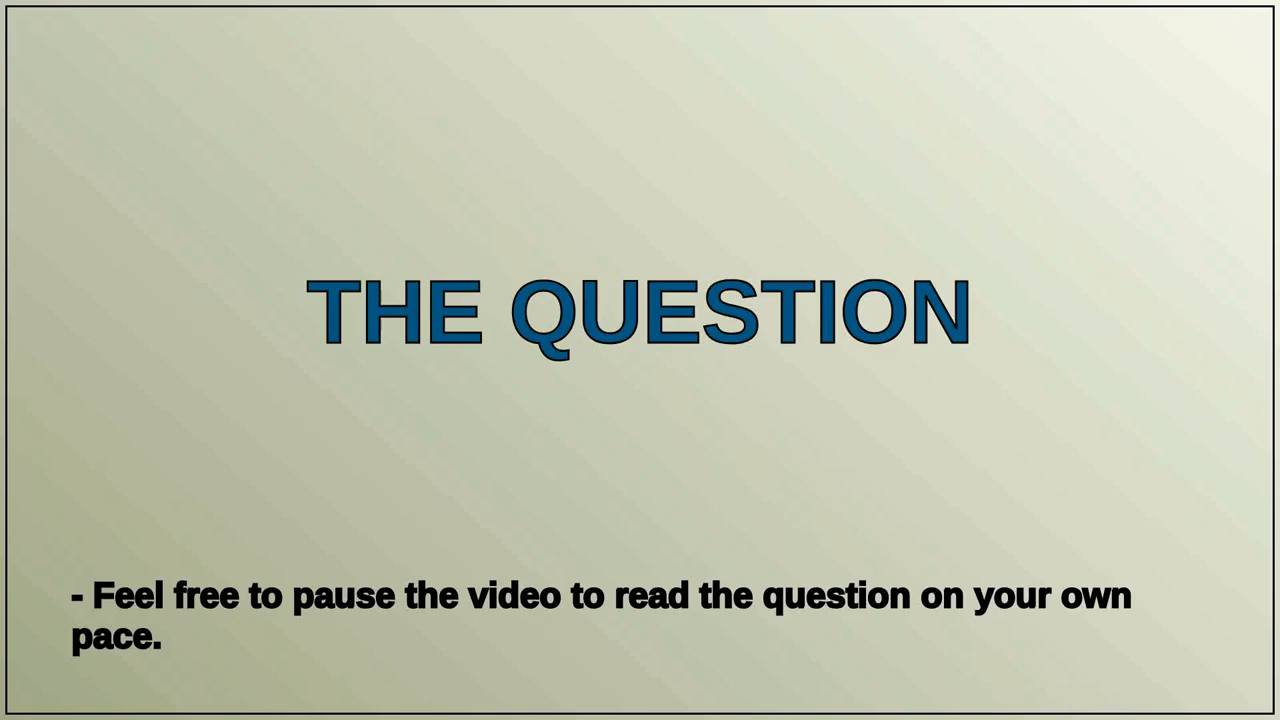 THE QUESTION
- Feel free to pause the video to read the question on your own
pace.